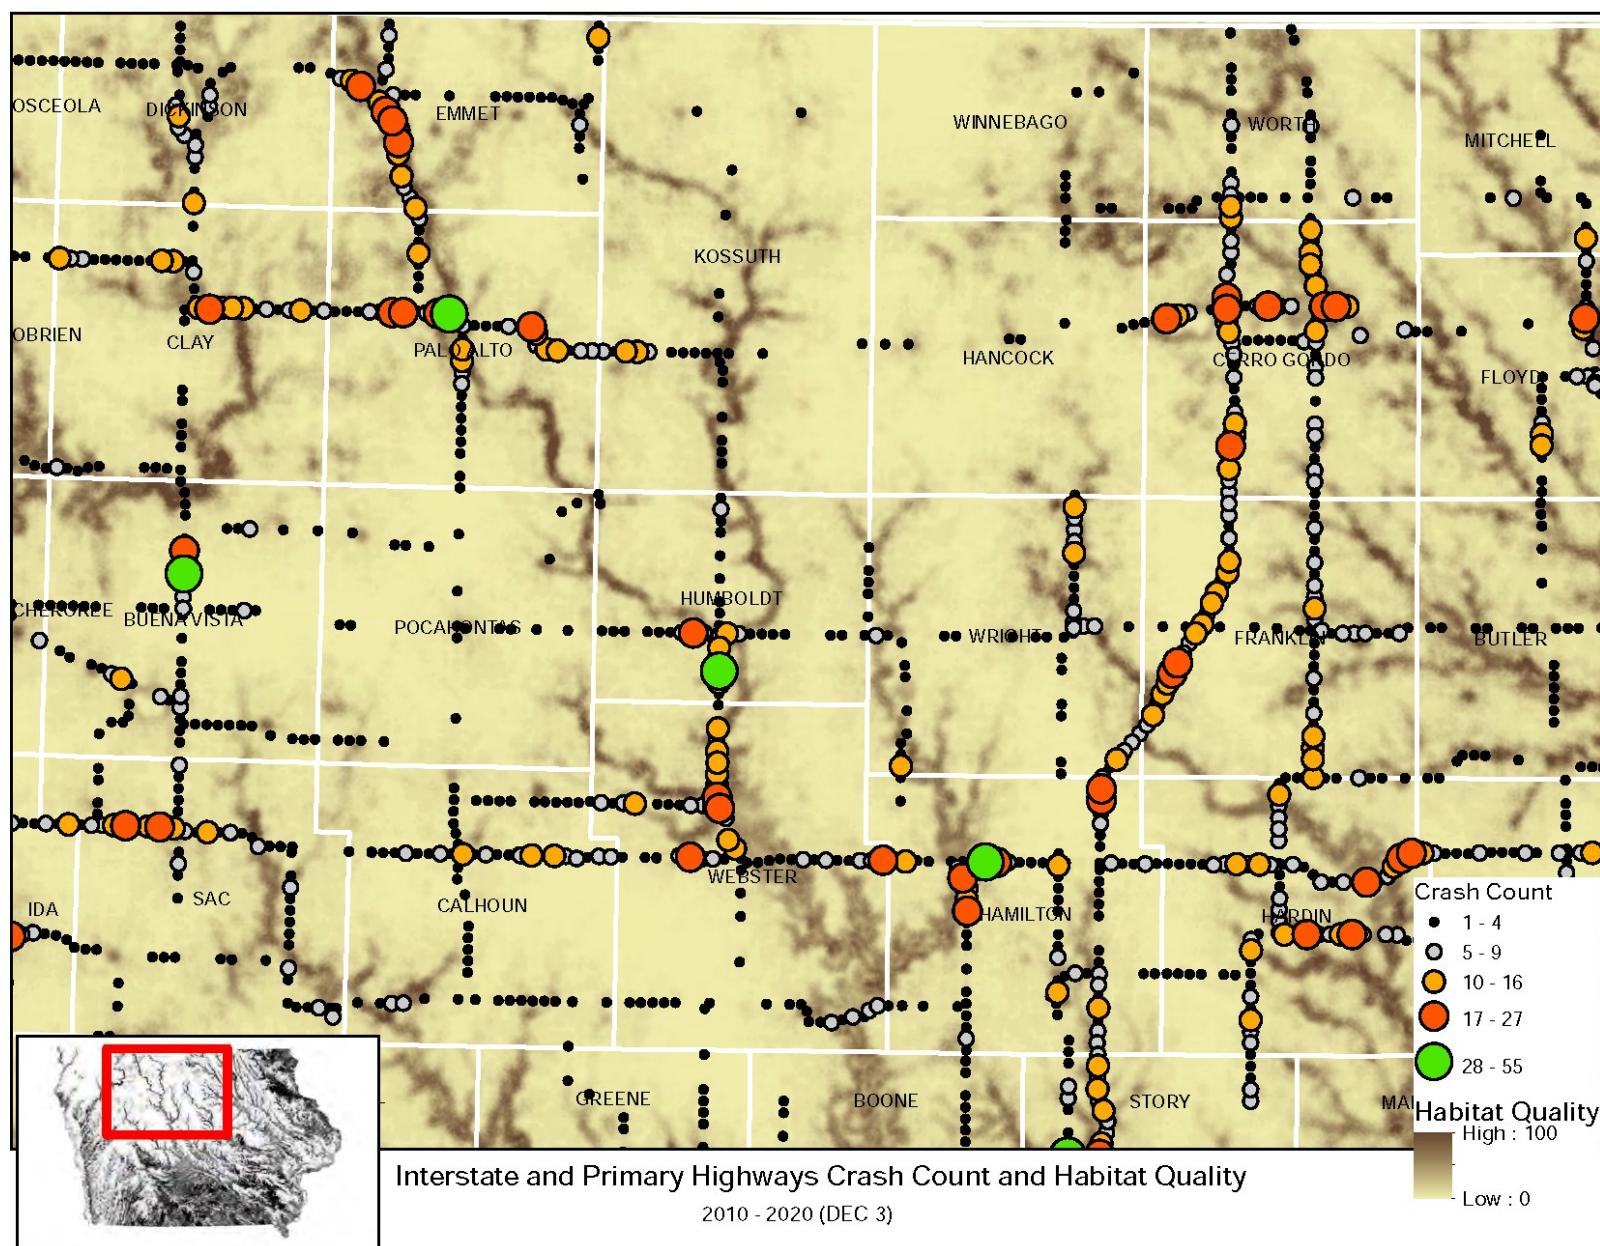 OSCEOLA
DICKINSON
EMMET
WINNEBAGO
WORTH
MITCHELL
KOSSUTH
OBRIEN
CLAY
PALO ALTO
HANCOCK
CERRO GORDO
FLOYD
CHEROKEE
BUENA VISTA
POCAHONTAS
HUMBOLDT
WRIGHT
FRANKLIN
BUTLER
IDA
SAC
CALHOUN
WEBSTER
HAMILTON
HARDIN
GREENE
BOONE
STORY
MA
Crash Count
1 - 4
5 - 9
10 - 16
17 - 27
28 - 55
Habitat Quality
High : 100
Low : 0
Interstate and Primary Highways Crash Count and Habitat Quality
2010 - 2020 (DEC 3)